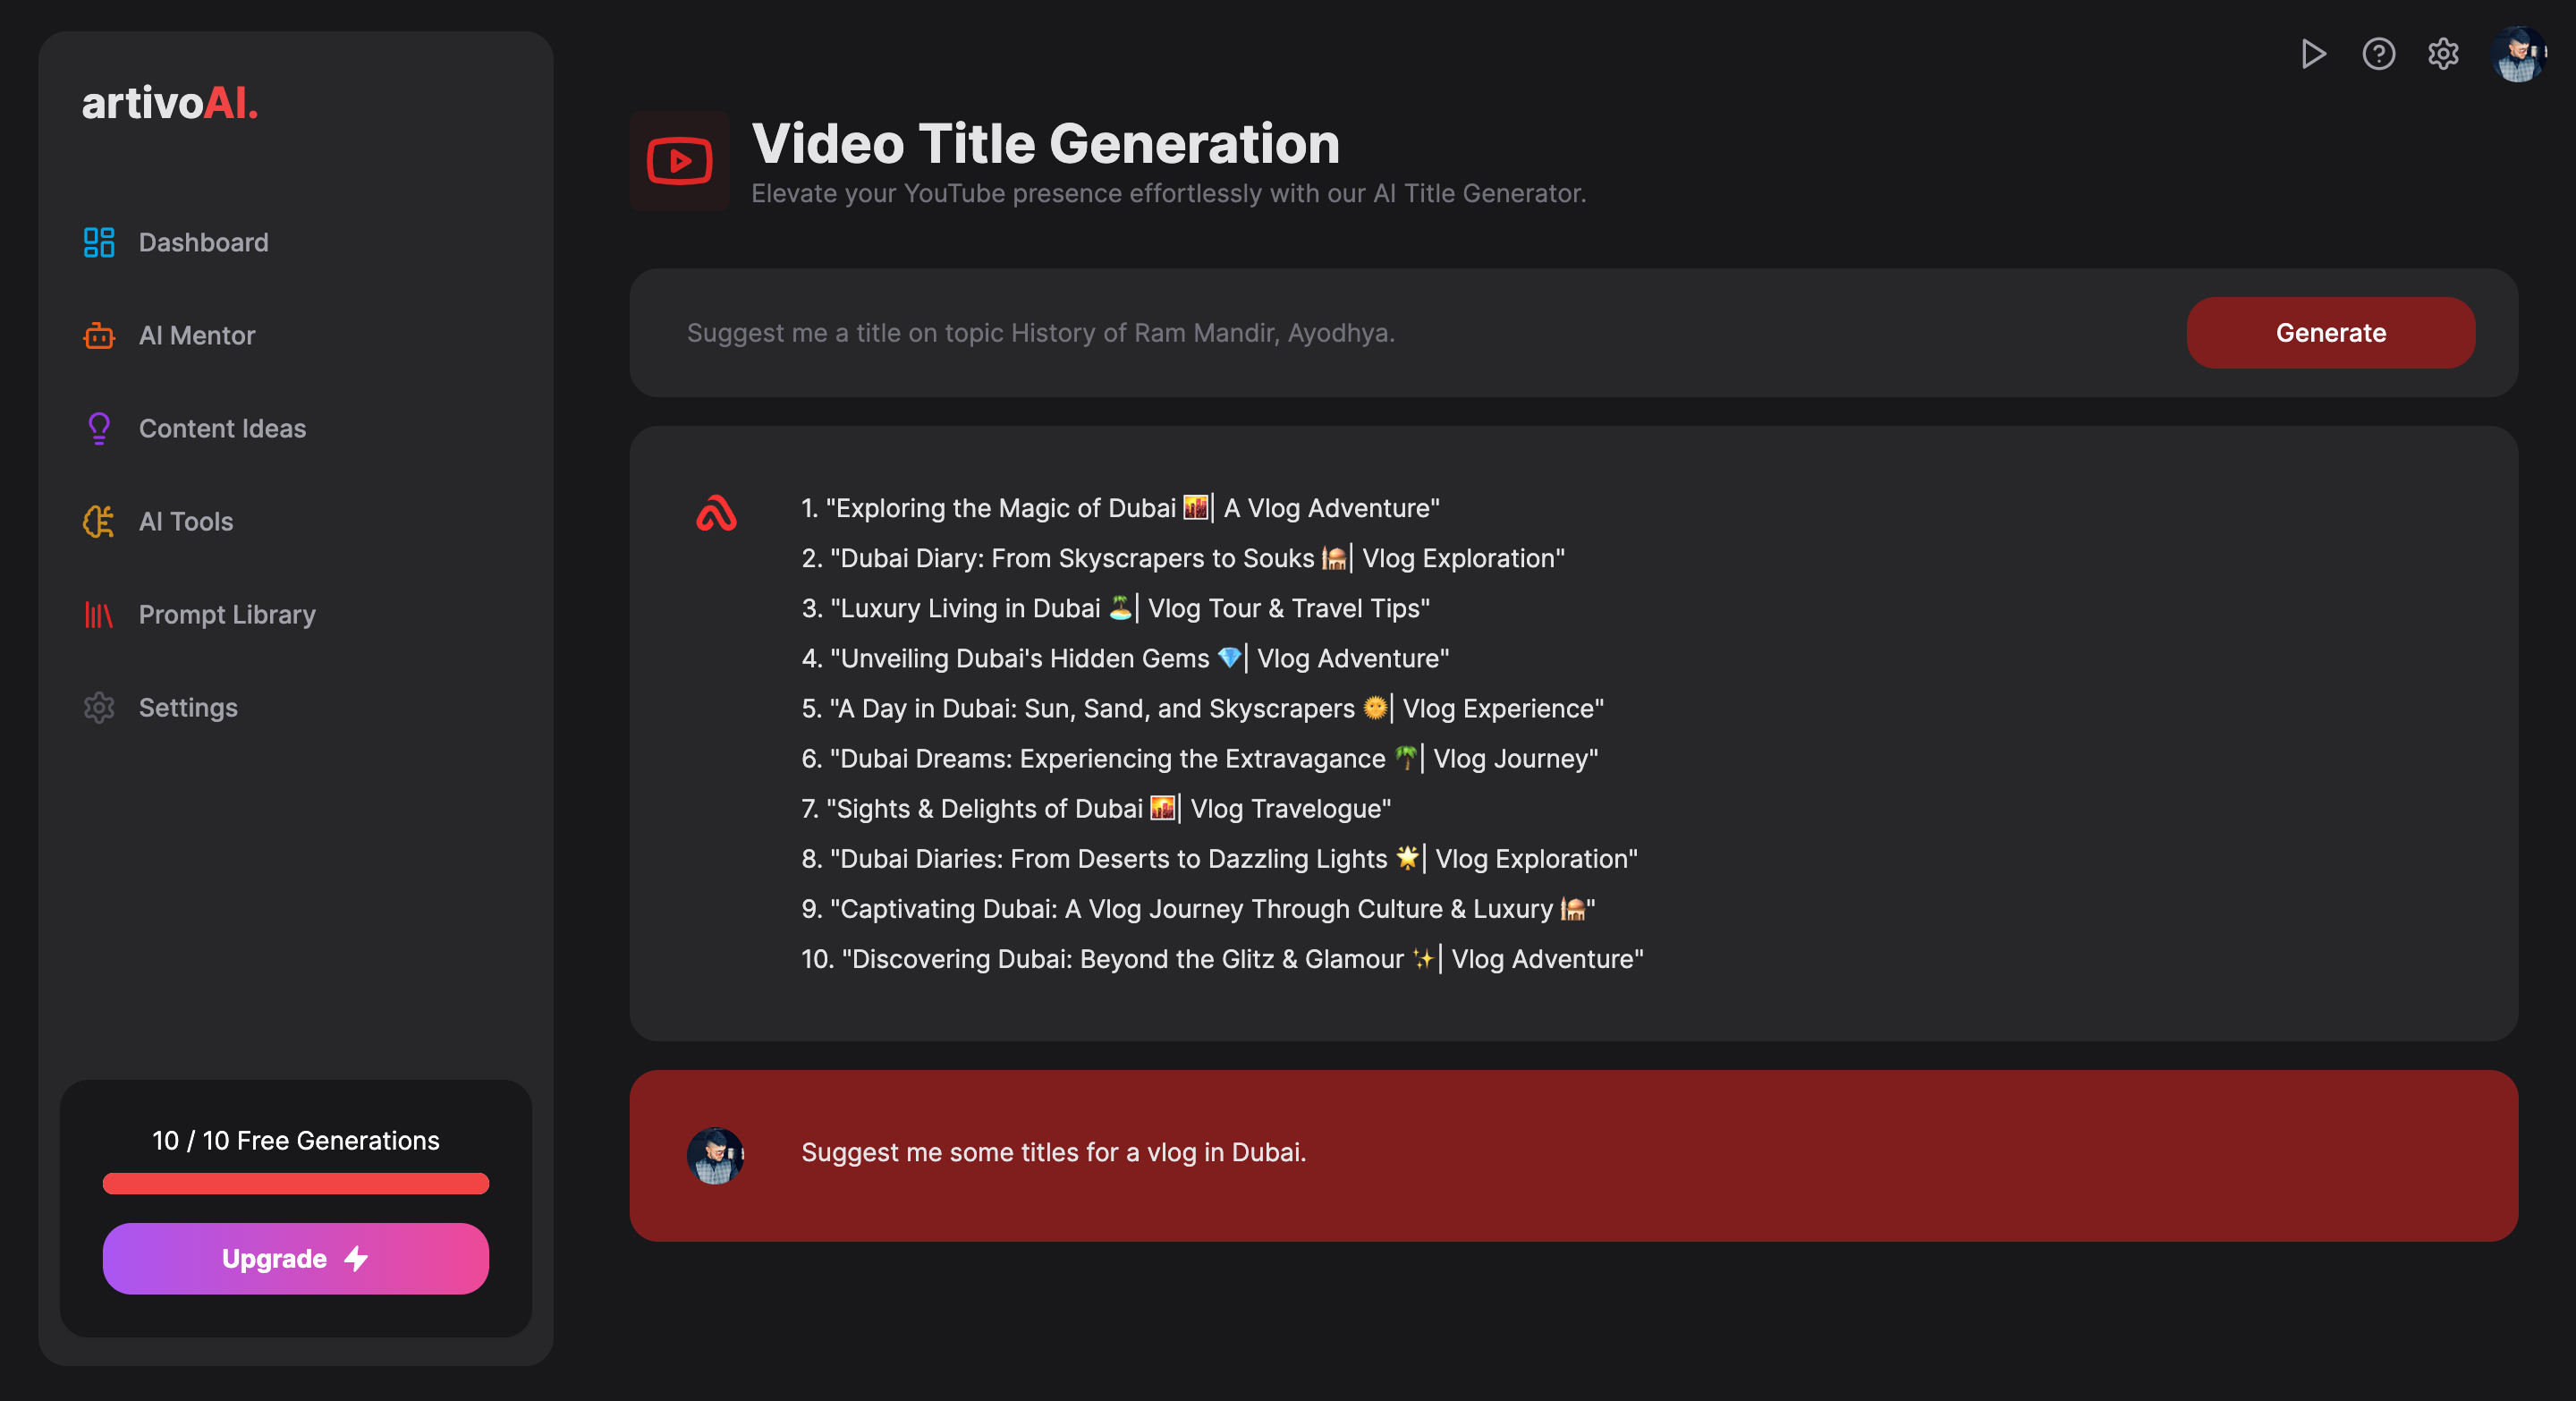 artivoAI.
Dashboard
AI Mentor
Content Ideas
AI Tools
Prompt Library
Settings
10 / 10 Free Generations
Upgrade
Video Title Generation
Elevate your YouTube presence effortlessly with our AI Title Generator.
Suggest me a title on topic History of Ram Mandir, Ayodhya.
Generate
1. "Exploring the Magic of Dubai 🌇| A Vlog Adventure"
2. "Dubai Diary: From Skyscrapers to Souks 🕌| Vlog Exploration"
3. "Luxury Living in Dubai 🏝️| Vlog Tour & Travel Tips"
4. "Unveiling Dubai's Hidden Gems 💎| Vlog Adventure"
5. "A Day in Dubai: Sun, Sand, and Skyscrapers 🌞| Vlog Experience"
6. "Dubai Dreams: Experiencing the Extravagance 🌴| Vlog Journey"
7. "Sights & Delights of Dubai 🌇| Vlog Travelogue"
8. "Dubai Diaries: From Deserts to Dazzling Lights 🌟| Vlog Exploration"
9. "Captivating Dubai: A Vlog Journey Through Culture & Luxury 🕌"
10. "Discovering Dubai: Beyond the Glitz & Glamour ✨| Vlog Adventure"
Suggest me some titles for a vlog in Dubai.